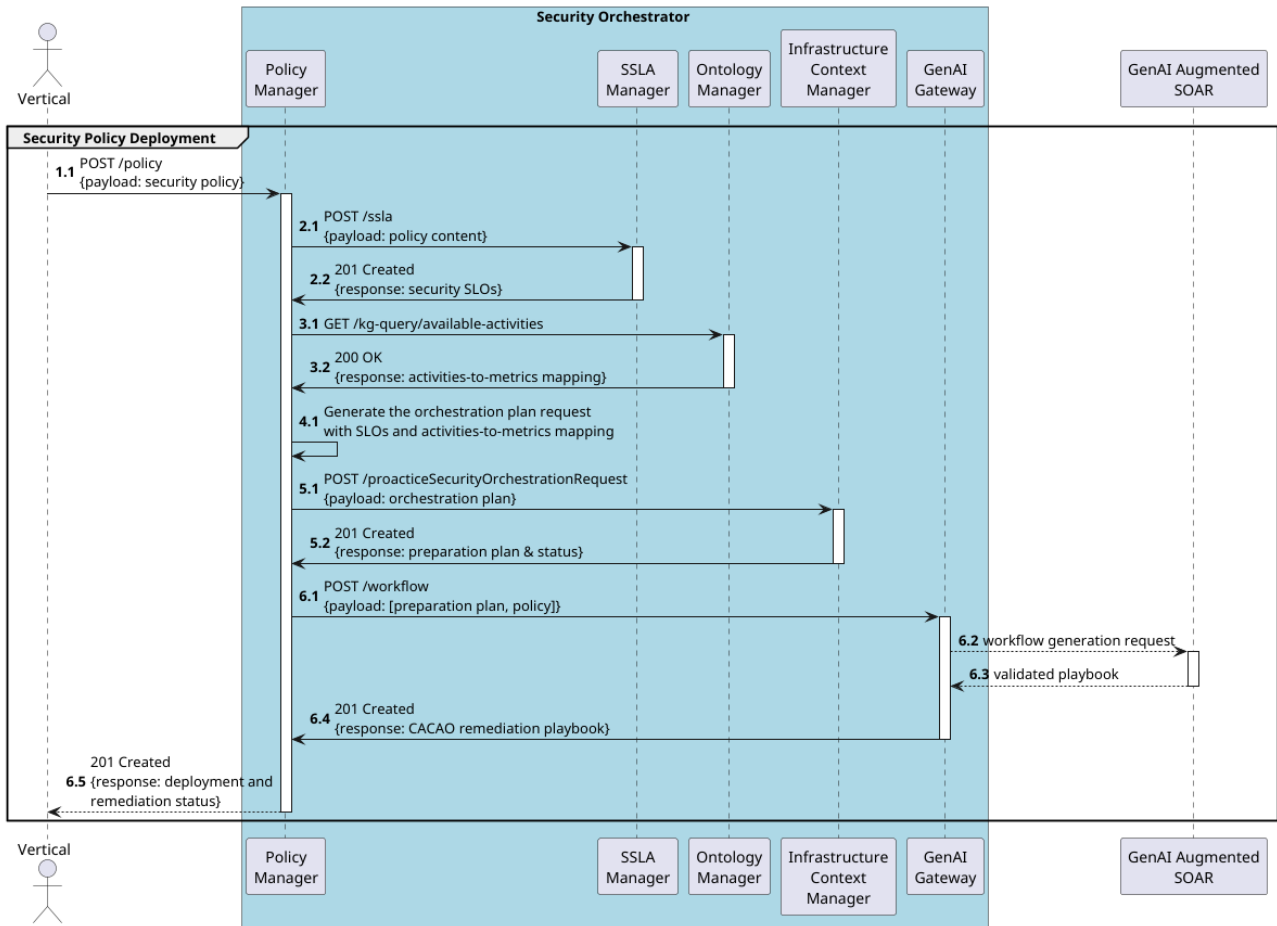 Security Orchestrator
Vertical
Policy
Manager
SSLA
Manager
Ontology
Manager
Infrastructure
Context
Manager
GenAI
Gateway
GenAI Augmented
SOAR
Security Policy Deployment
1.1 POST /policy
{payload: security policy}
2.1 POST /ssla
{payload: policy content}
2.2 201 Created
{response: security SLOs}
3.1 GET /kg-query/available-activities
3.2 200 OK
{response: activities-to-metrics mapping}
4.1 Generate the orchestration plan request
with SLOs and activities-to-metrics mapping
5.1 POST /proacticeSecurityOrchestrationRequest
{payload: orchestration plan}
5.2 201 Created
{response: preparation plan & status}
6.1 POST /workflow
{payload: [preparation plan, policy]}
6.2 workflow generation request
6.3 validated playbook
6.4 201 Created
{response: CACAO remediation playbook}
6.5 201 Created
{response: deployment and
remediation status}
Vertical
Policy
Manager
SSLA
Manager
Ontology
Manager
Infrastructure
Context
Manager
GenAI
Gateway
GenAI Augmented
SOAR